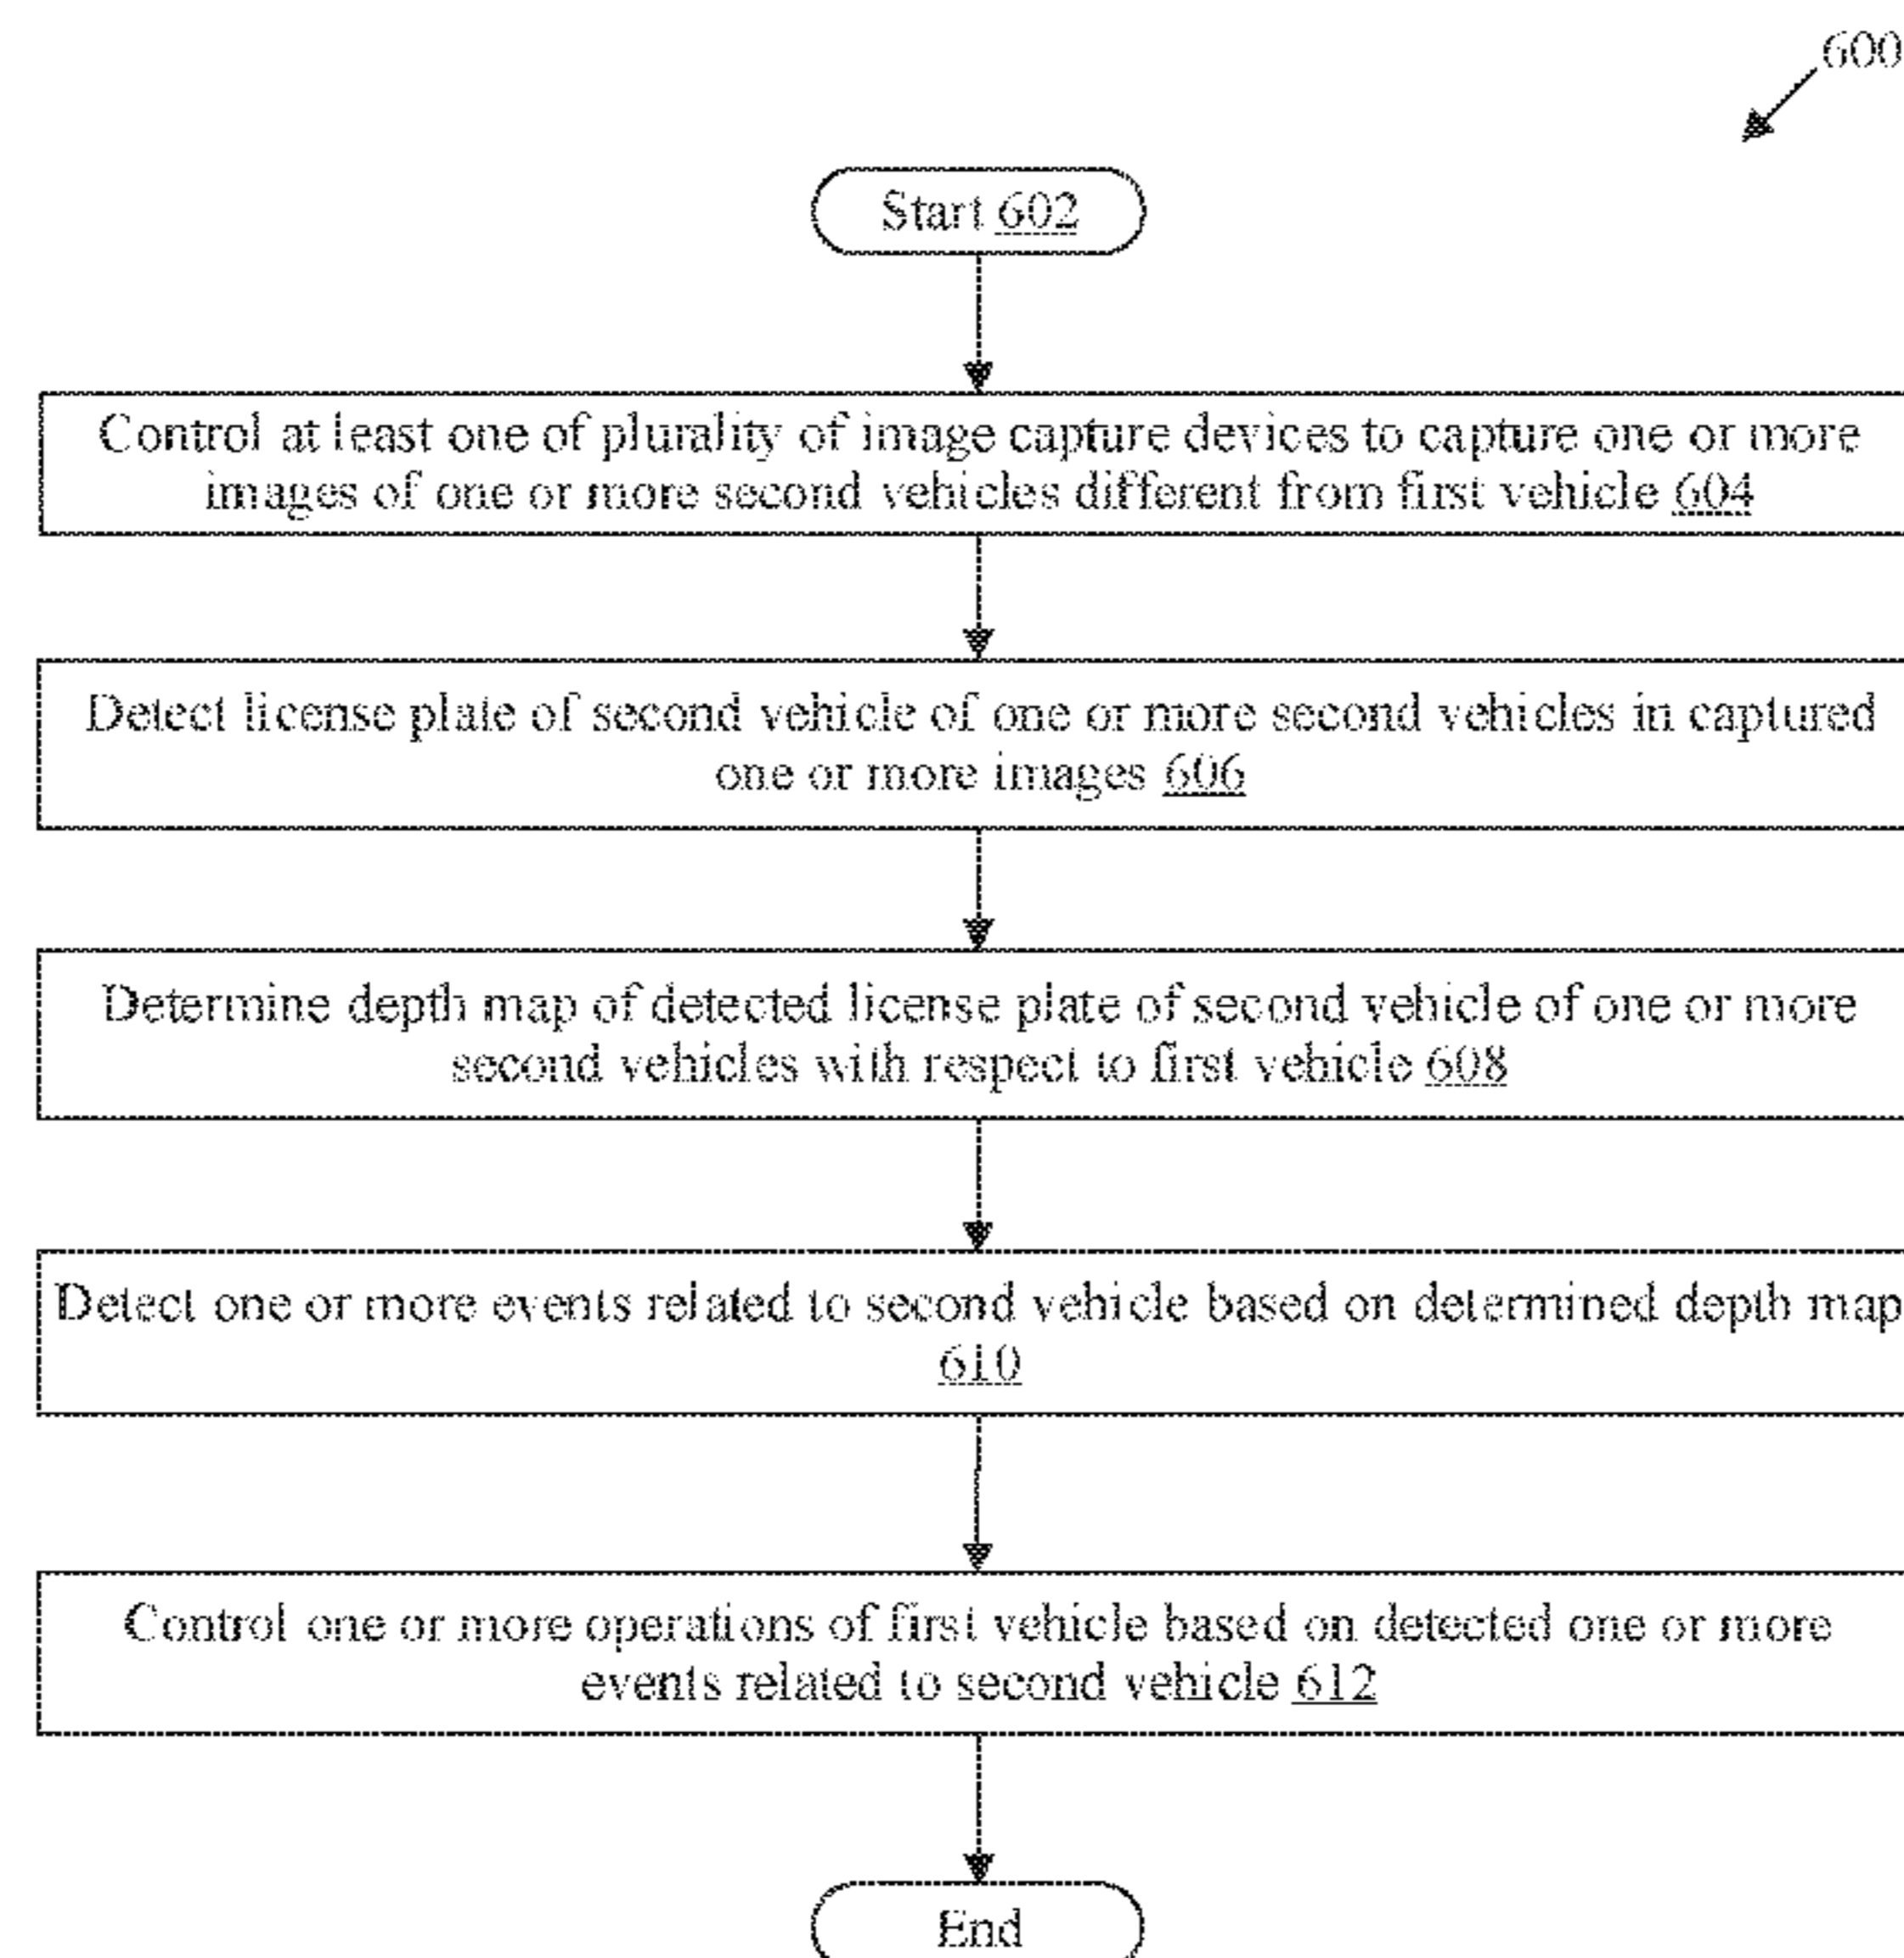 600
Start 602
Control at least one of plurality of image capture devices to capture one or more
images of one or more second vehicles different from first vehicle 604
Detect license plate of second vehicle of one or more second vehicles in captured
one or more images 606
Determine depth map of detected license plate of second vehicle of one or more
second vehicles with respect to first vehicle 608
Detect one or more events related to second vehicle based on determined depth map
610
Control one or more operations of first vehicle based on detected one or more
events related to second vehicle 612
End